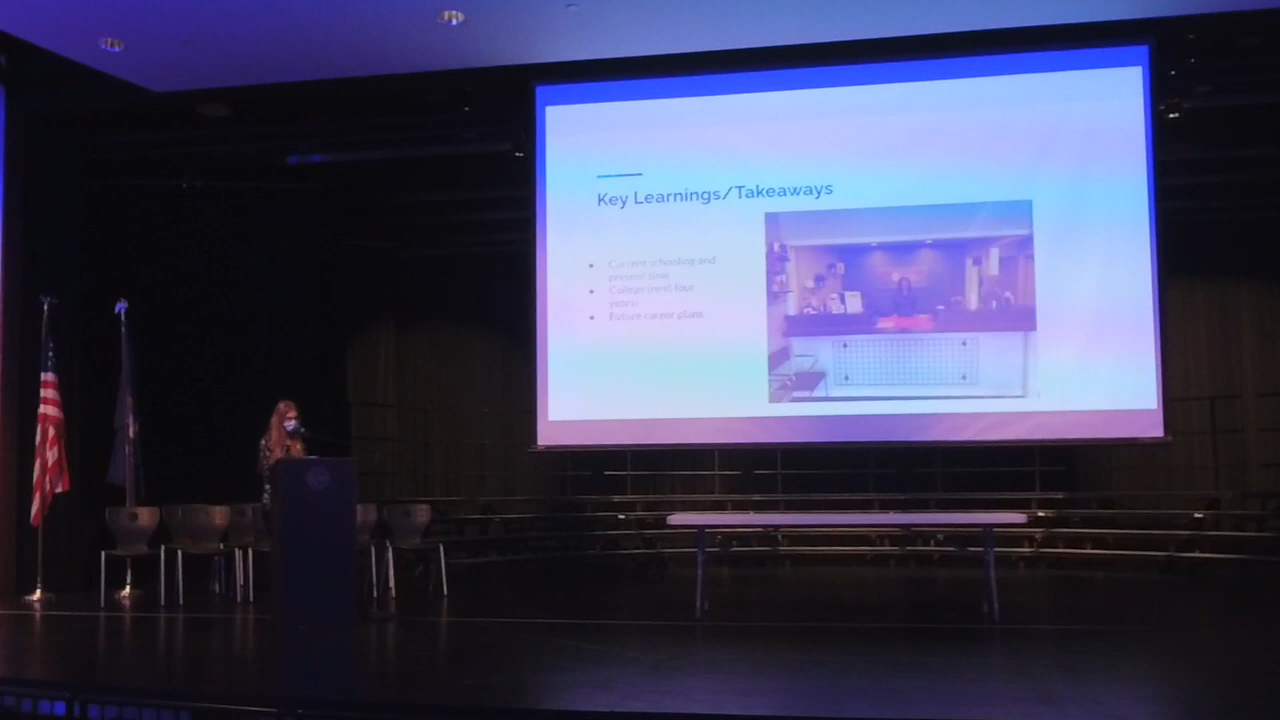 Key Learnings/Takeaways
Current schooling and
present time
College (next four
years)
Future career plans